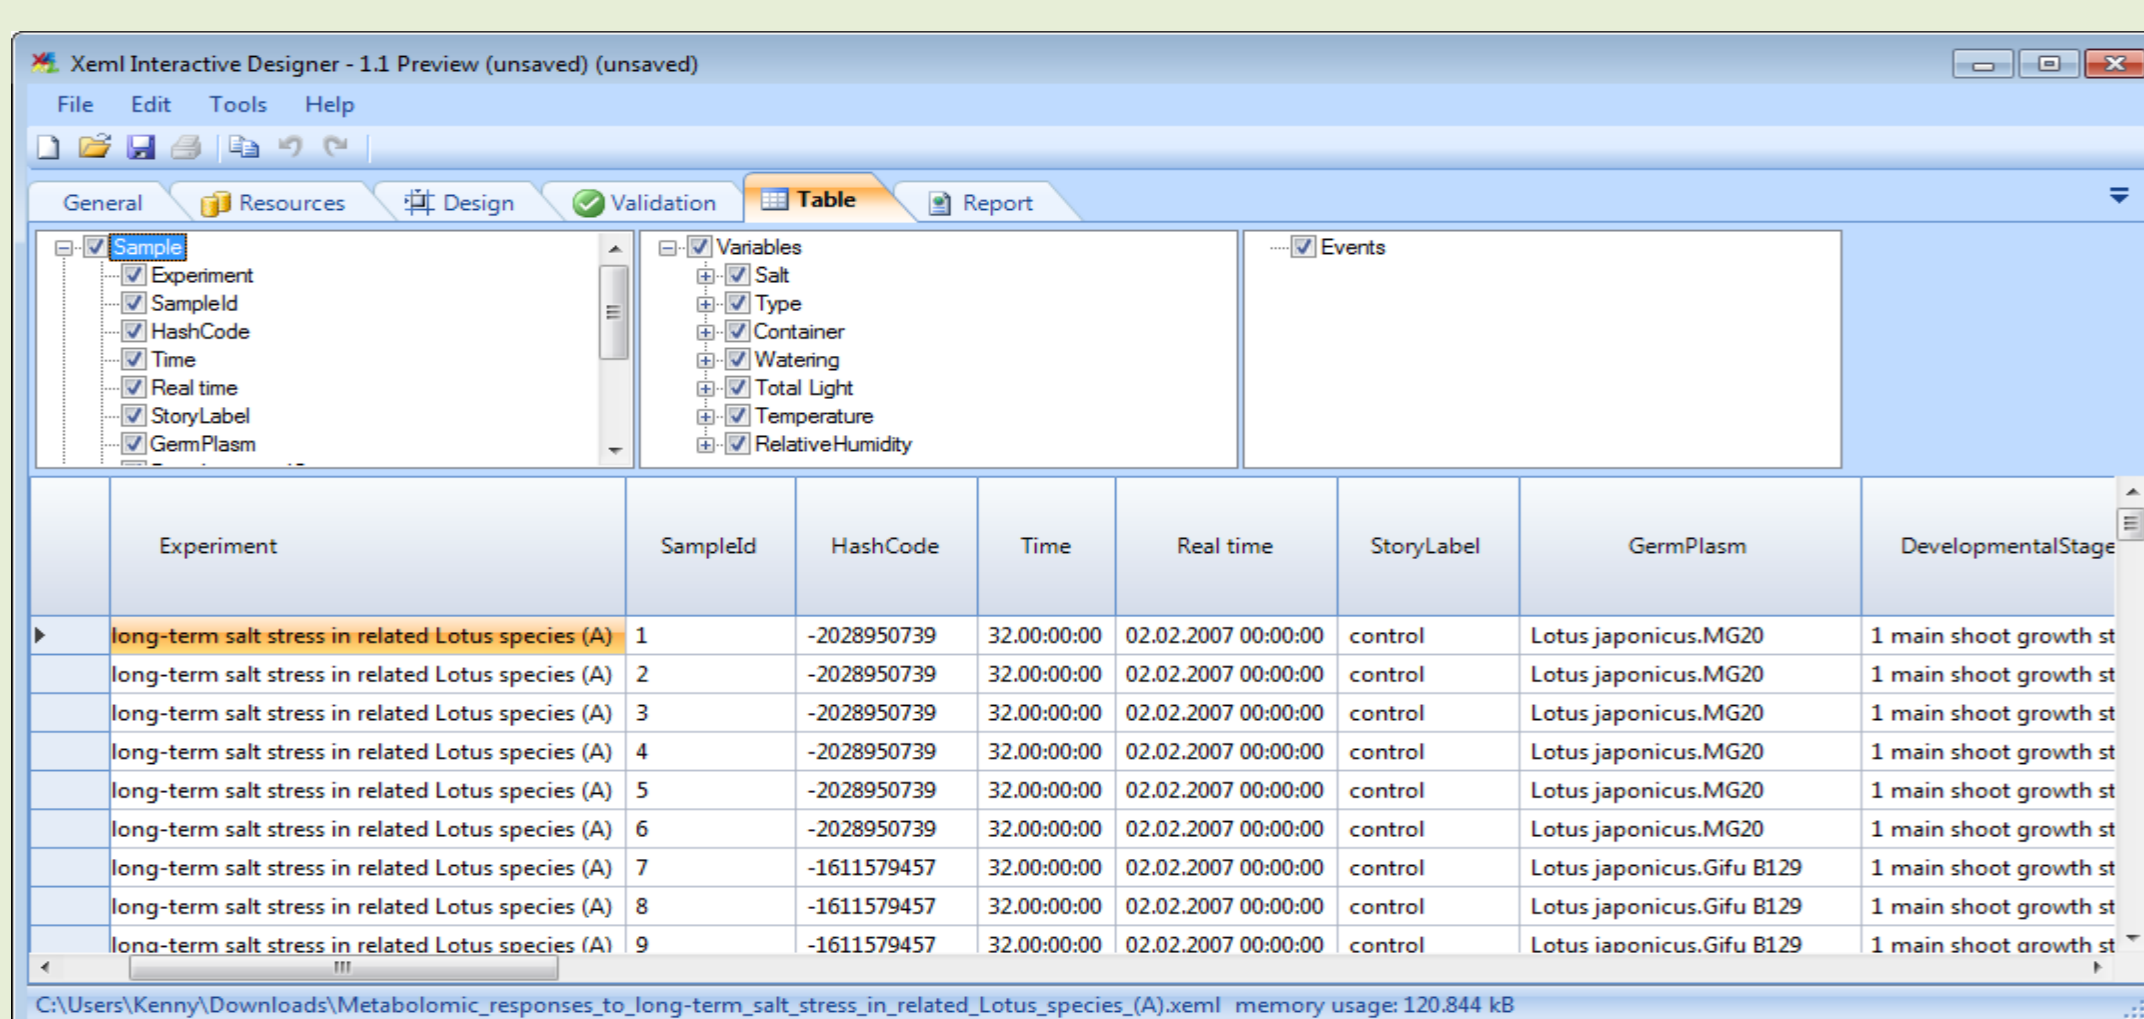 Xeml Interactive Designer - 1.1 Preview (unsaved) (unsaved)
File Edit Tools Help
General Resources Design Validation Table Report
Sample
Experiment
SampleId
HashCode
Time
Real time
StoryLabel
GermPlasm
Variables
Salt
Type
Container
Watering
Total Light
Temperature
RelativeHumidity
Events
Experiment SampleId HashCode Time Real time StoryLabel GermPlasm DevelopmentalStage
long-term salt stress in related Lotus species (A) 1 -2028950739 32.00:00:00 02.02.2007 00:00:00 control Lotus japonicus.MG20 1 main shoot growth st
long-term salt stress in related Lotus species (A) 2 -2028950739 32.00:00:00 02.02.2007 00:00:00 control Lotus japonicus.MG20 1 main shoot growth st
long-term salt stress in related Lotus species (A) 3 -2028950739 32.00:00:00 02.02.2007 00:00:00 control Lotus japonicus.MG20 1 main shoot growth st
long-term salt stress in related Lotus species (A) 4 -2028950739 32.00:00:00 02.02.2007 00:00:00 control Lotus japonicus.MG20 1 main shoot growth st
long-term salt stress in related Lotus species (A) 5 -2028950739 32.00:00:00 02.02.2007 00:00:00 control Lotus japonicus.MG20 1 main shoot growth st
long-term salt stress in related Lotus species (A) 6 -2028950739 32.00:00:00 02.02.2007 00:00:00 control Lotus japonicus.MG20 1 main shoot growth st
long-term salt stress in related Lotus species (A) 7 -1611579457 32.00:00:00 02.02.2007 00:00:00 control Lotus japonicus.Gifu B129 1 main shoot growth st
long-term salt stress in related Lotus species (A) 8 -1611579457 32.00:00:00 02.02.2007 00:00:00 control Lotus japonicus.Gifu B129 1 main shoot growth st
long-term salt stress in related Lotus species (A) 9 -1611579457 32.00:00:00 02.02.2007 00:00:00 control Lotus japonicus.Gifu B129 1 main shoot growth st
C:\Users\Kenny\Downloads\Metabolomic_responses_to_long-term_salt_stress_in_related_Lotus_species_(A).xeml memory usage: 120.844 kB